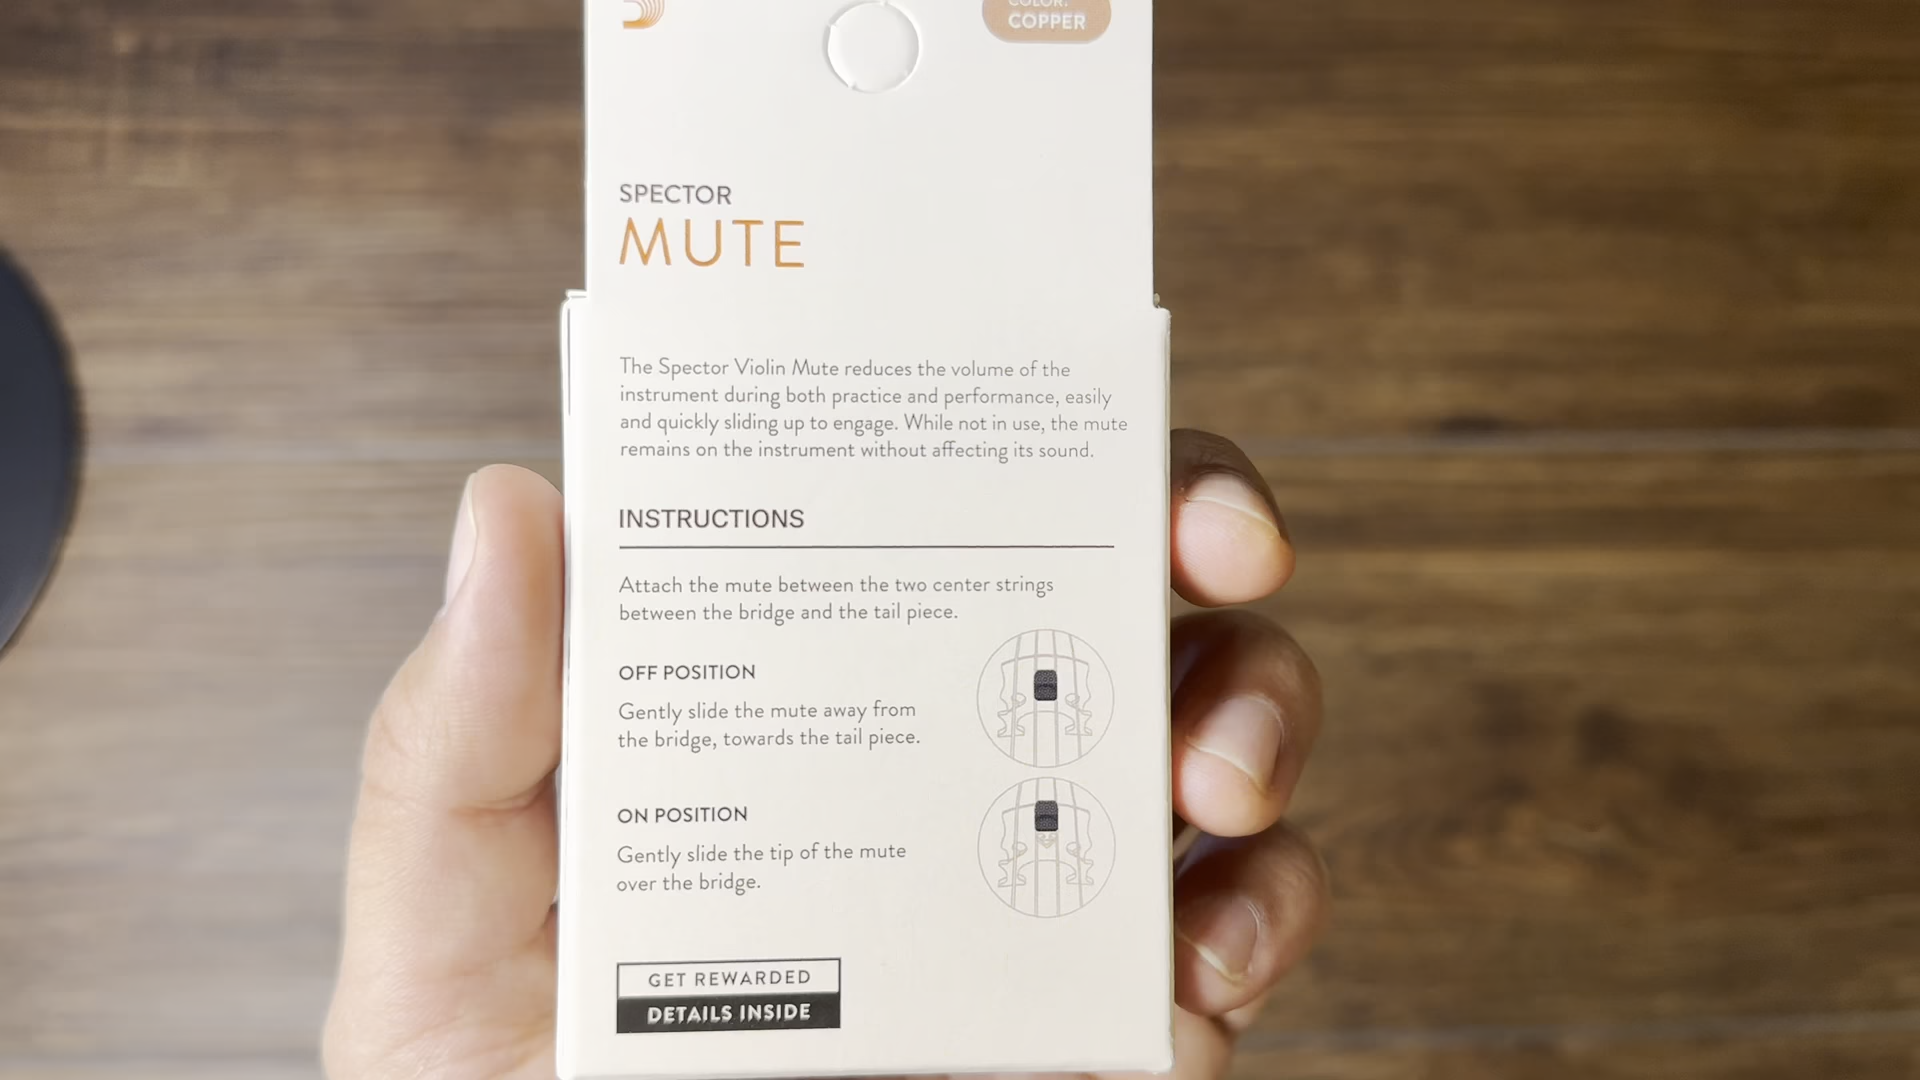 COLOR:
COPPER
SPECTOR
MUTE
The Spector Violin Mute reduces the volume of the
instrument during both practice and performance, easily
and quickly sliding up to engage. While not in use, the mute
remains on the instrument without affecting its sound.
INSTRUCTIONS
Attach the mute between the two center strings
between the bridge and the tail piece.
OFF POSITION
Gently slide the mute away from
the bridge, towards the tail piece.
ON POSITION
Gently slide the tip of the mute
over the bridge.
GET REWARDED
DETAILS INSIDE